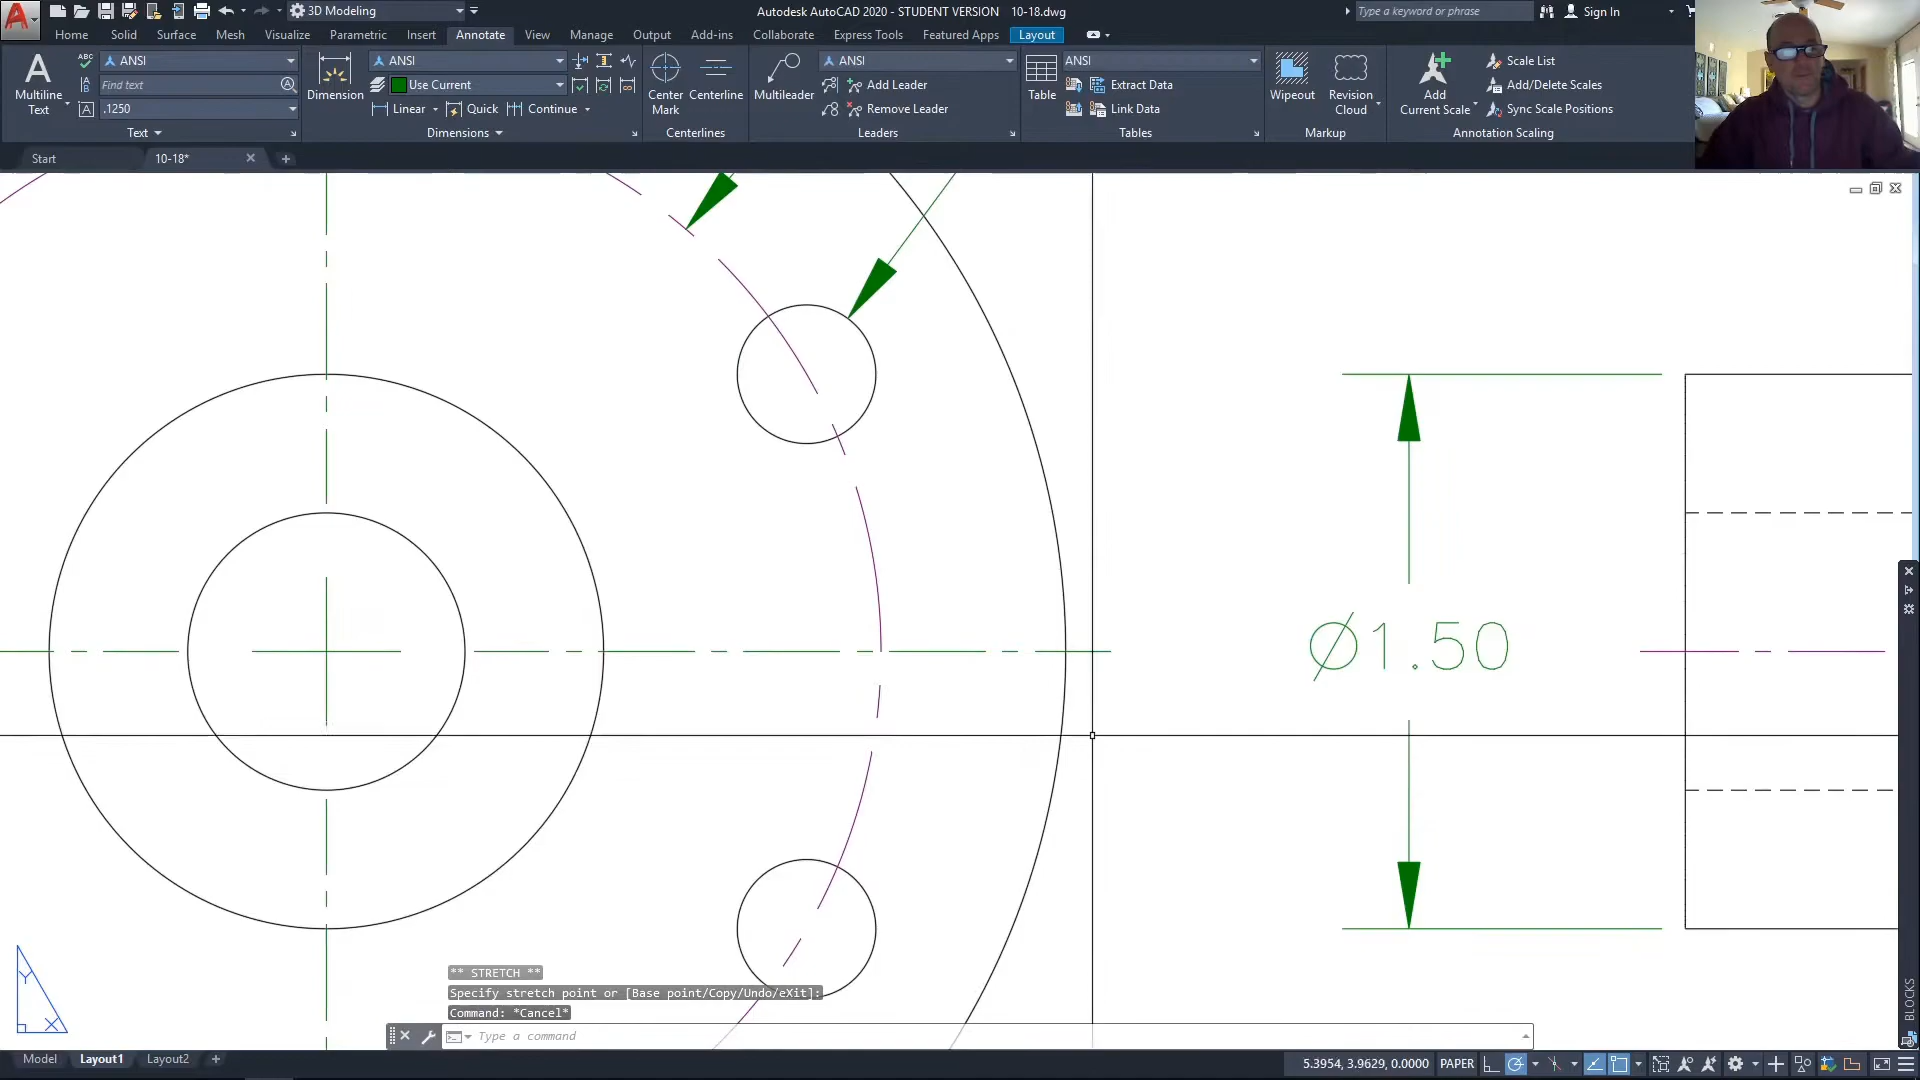 3D Modeling
Autodesk AutoCAD 2020 - STUDENT VERSION 10-18.dwg
Type a keyword or phrase
Sign In
Home Solid Surface Mesh Visualize Parametric Insert Annotate View Manage Output Add-ins Collaborate Express Tools Featured Apps Layout
A
Multiline
Text
ABC
ANSI
Find text
.1250
Text
Dimension
ANSI
Use Current
Linear
Quick
Continue
Dimensions
Center
Mark
Centerline
Centerlines
Multileader
ANSI
Add Leader
Remove Leader
Leaders
Table
ANSI
Extract Data
Link Data
Tables
Wipeout
Revision
Cloud
Markup
Add
Current Scale
Scale List
Add/Delete Scales
Sync Scale Positions
Annotation Scaling
Start
10-18*
Ø1.50
Y
X
** STRETCH **
Specify stretch point or [Base point/Copy/Undo/eXit]:
Command: *Cancel*
Type a command
BLOCKS
Model Layout1 Layout2 +
5.3954, 3.9629, 0.0000 PAPER